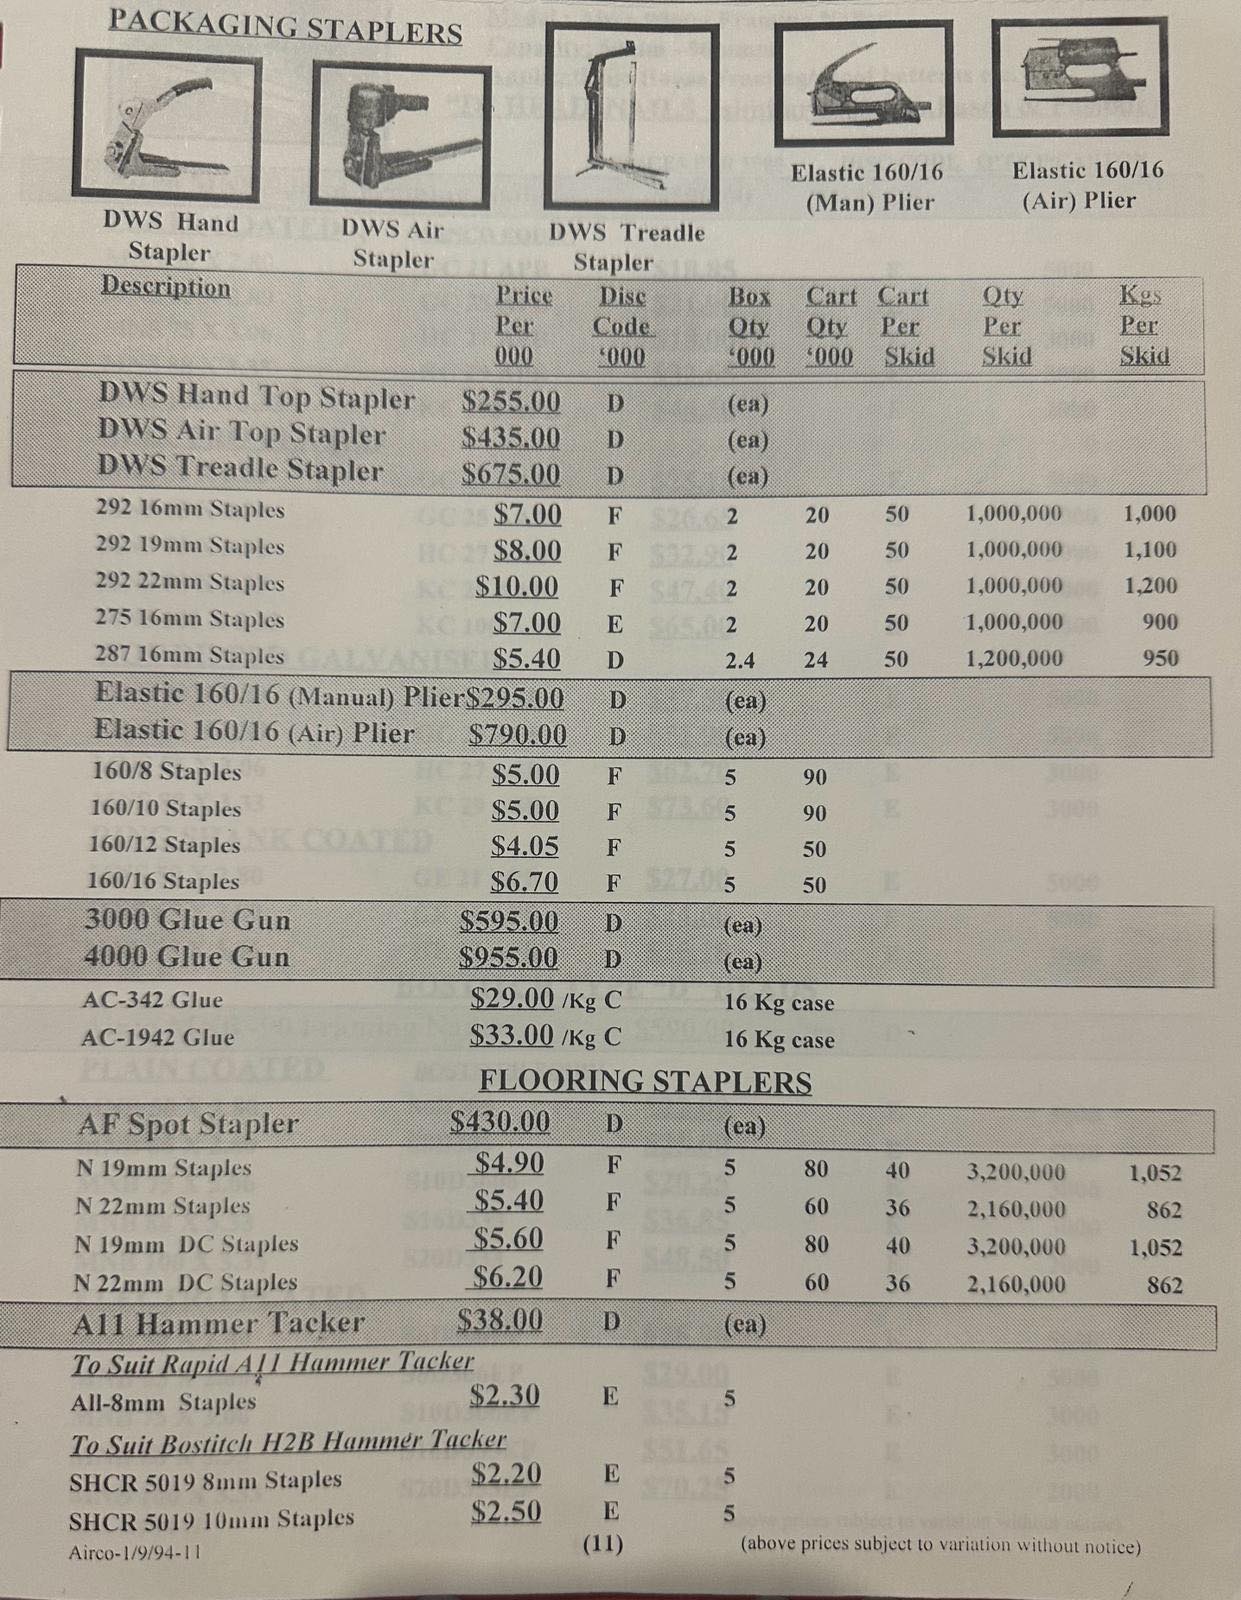 PACKAGING STAPLERS
DWS Hand Stapler
DWS Air Stapler
DWS Treadle Stapler
Elastic 160/16 (Man) Plier
Elastic 160/16 (Air) Plier
Description Price Per 000 Disc Code '000 Box Qty '000 Cart Qty '000 Cart Per Skid Qty Per Skid Kgs Per Skid
DWS Hand Top Stapler $255.00 D (ea)
DWS Air Top Stapler $435.00 D (ea)
DWS Treadle Stapler $675.00 D (ea)
292 16mm Staples $7.00 F 2 20 50 1,000,000 1,000
292 19mm Staples $8.00 F 2 20 50 1,000,000 1,100
292 22mm Staples $10.00 F 2 20 50 1,000,000 1,200
275 16mm Staples $7.00 E 2 20 50 1,000,000 900
287 16mm Staples $5.40 D 2.4 24 50 1,200,000 950
Elastic 160/16 (Manual) Plier $295.00 D (ea)
Elastic 160/16 (Air) Plier $790.00 D (ea)
160/8 Staples $5.00 F 5 90
160/10 Staples $5.00 F 5 90
160/12 Staples $4.05 F 5 50
160/16 Staples $6.70 F 5 50
3000 Glue Gun $595.00 D (ea)
4000 Glue Gun $955.00 D (ea)
AC-342 Glue $29.00 /Kg C 16 Kg case
AC-1942 Glue $33.00 /Kg C 16 Kg case
FLOORING STAPLERS
AF Spot Stapler $430.00 D (ea)
N 19mm Staples $4.90 F 5 80 40 3,200,000 1,052
N 22mm Staples $5.40 F 5 60 36 2,160,000 862
N 19mm DC Staples $5.60 F 5 80 40 3,200,000 1,052
N 22mm DC Staples $6.20 F 5 60 36 2,160,000 862
A11 Hammer Tacker $38.00 D (ea)
To Suit Rapid A11 Hammer Tacker
All-8mm Staples $2.30 E 5
To Suit Bostitch H2B Hammer Tacker
SHCR 5019 8mm Staples $2.20 E 5
SHCR 5019 10mm Staples $2.50 E 5
Airco-1/9/94-11 (11) (above prices subject to variation without notice)